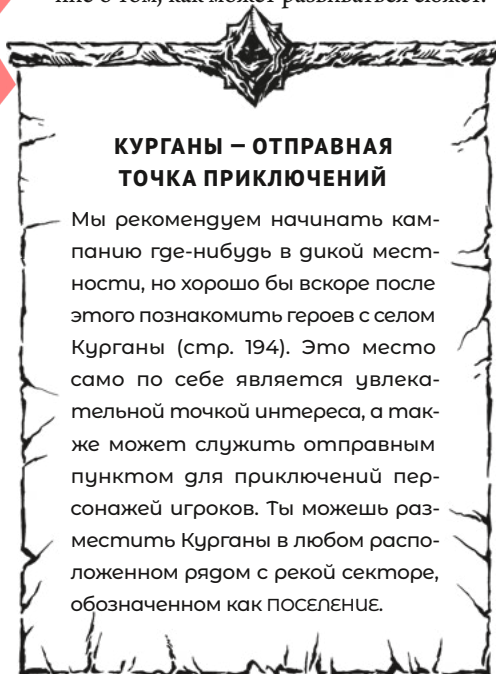 ние о том, как может развиваться сюжет.
КУРГАНЫ – ОТПРАВНАЯ
ТОЧКА ПРИКЛЮЧЕНИЙ
Мы рекомендуем начинать кам-
панию где-нибудь в дикой мест-
ности, но хорошо бы вскоре после
этого познакомить героев с селом
Курганы (стр. 194). Это место
само по себе является увлека-
тельной точкой интереса, а так-
же может служить отправным
пунктом для приключений пер-
сонажей игроков. Ты можешь раз-
местить Курганы в любом распо-
ложенном рядом с рекой секторе,
обозначенном как ПОСЕЛЕНИЕ.